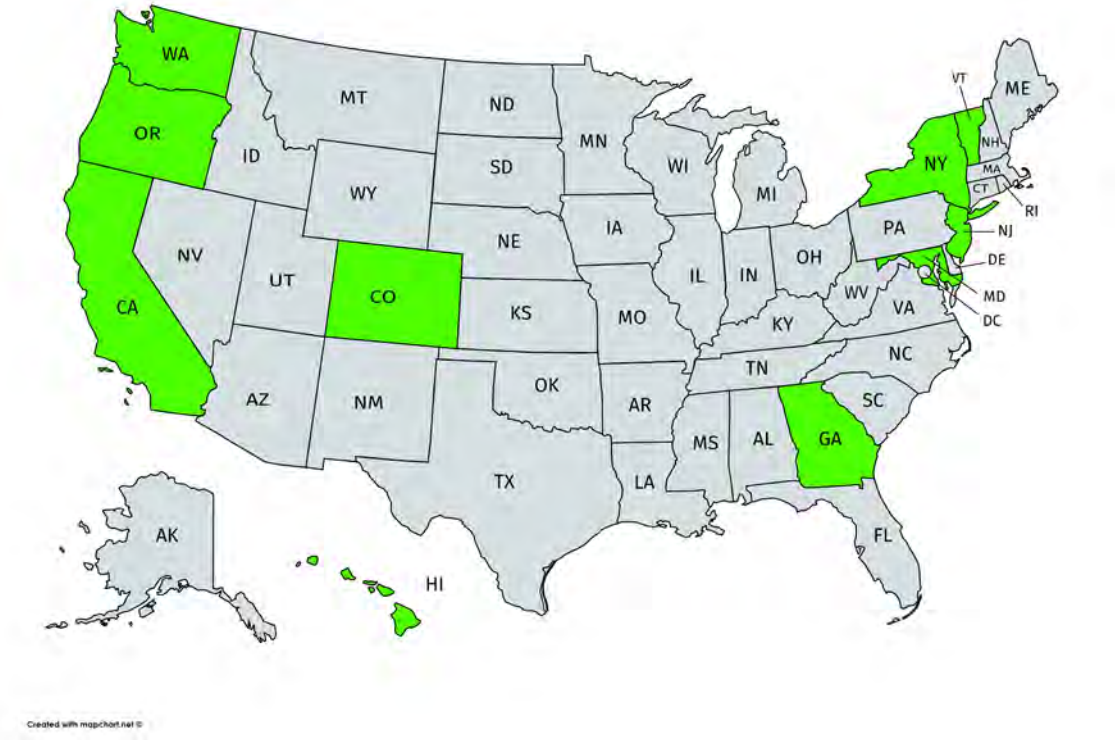 WA
MT
ND
MN
VT
ME
OR
ID
SD
WI
NH
NY
MA
WY
MI
CT
RI
IA
PA
NJ
NE
NV
OH
DE
UT
IL
IN
CO
WV
MD
CA
KS
MO
VA
DC
KY
NC
TN
OK
AZ
NM
AR
SC
MS
AL
GA
TX
LA
AK
FL
HI
Created with mapchart.net ©